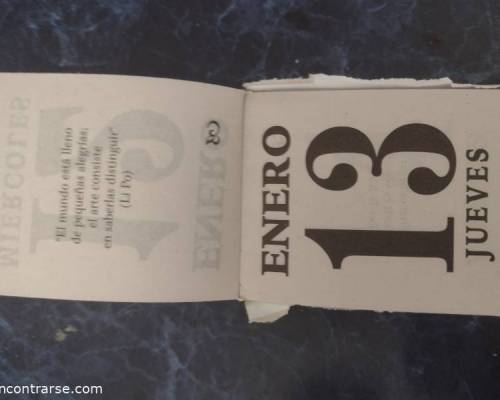 "El mundo está lleno
de pequeñas alegrías;
el arte consiste
en saberlas distinguir"
(Li Po)
ENERO
13
JUEVES
ncontrarse.com